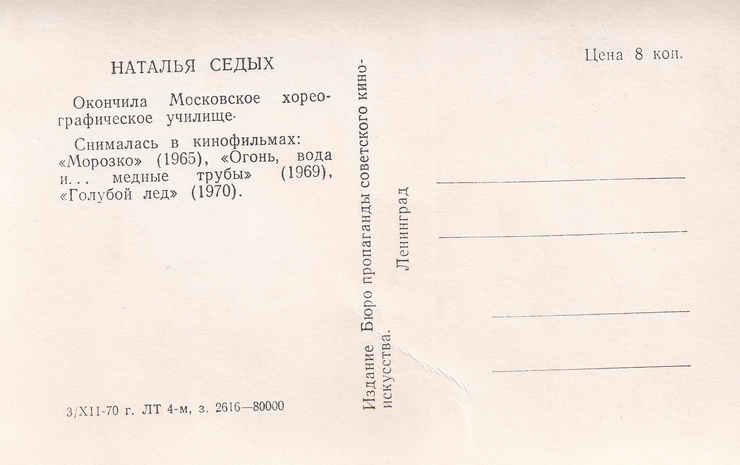 НАТАЛЬЯ СЕДЫХ
Окончила Московское хорео-
графическое училище.
Снималась в кинофильмах:
«Морозко» (1965), «Огонь, вода
и... медные трубы» (1969),
«Голубой лед» (1970).
3/XII-70 г. ЛТ 4-м, з. 2616—80000
Издание Бюро пропаганды советского кино-
искусства.
Ленинград
Цена 8 коп.